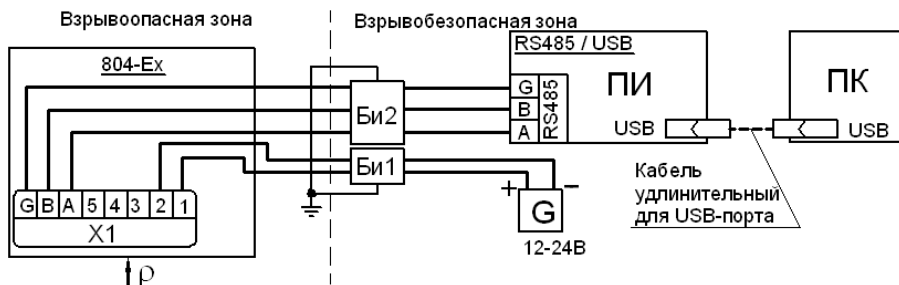 Взрывоопасная зона
Взрывобезопасная зона
804-Ex
RS485 / USB
G
B
A
RS485
ПИ
USB
ПК
USB
Би2
Би1
G B A 5 4 3 2 1
X1
+
−
G
12-24В
Кабель
удлинительный
для USB-порта
ρ